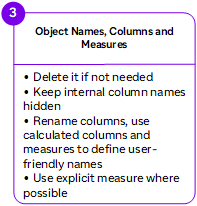 3
Object Names, Columns and
Measures
• Delete it if not needed
• Keep internal column names
hidden
• Rename columns, use
calculated columns and
measures to define user-
friendly names
• Use explicit measure where
possible